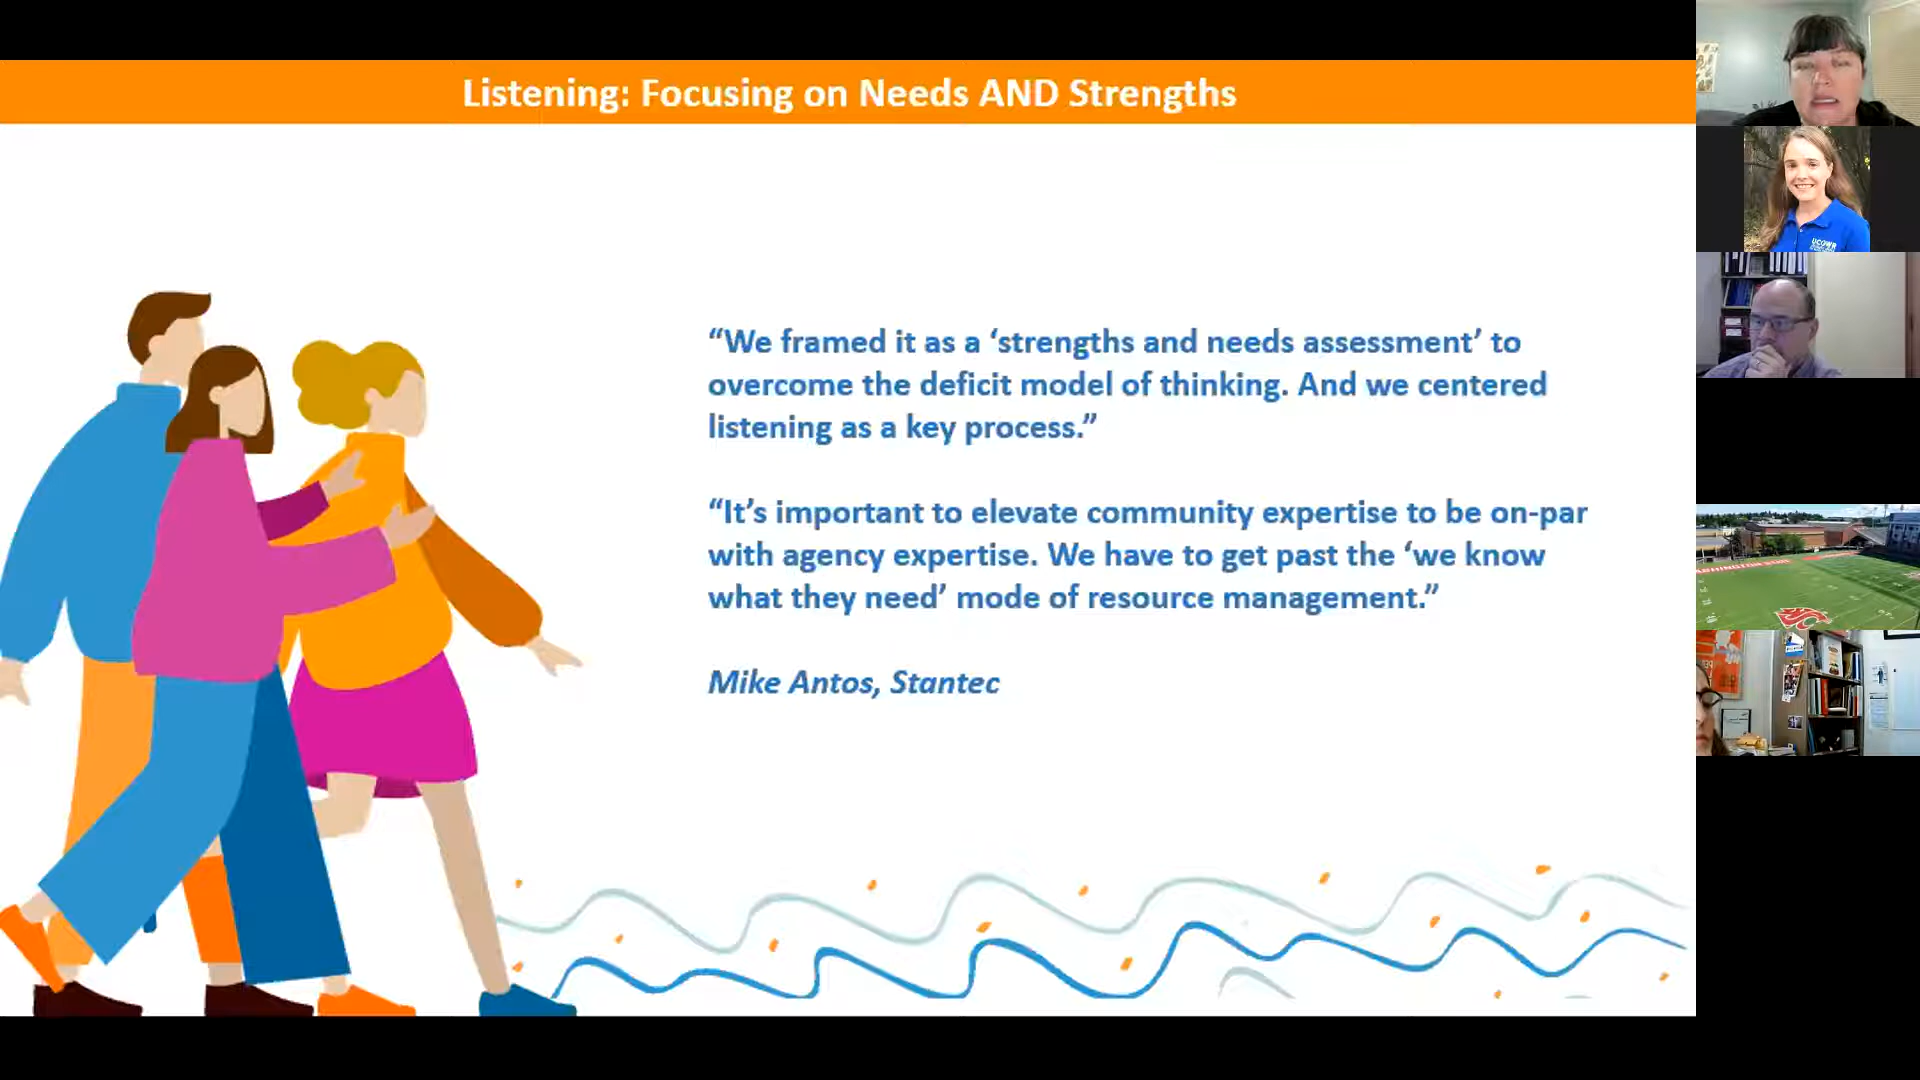 Listening: Focusing on Needs AND Strengths
“We framed it as a ‘strengths and needs assessment’ to
overcome the deficit model of thinking. And we centered
listening as a key process.”
“It’s important to elevate community expertise to be on-par
with agency expertise. We have to get past the ‘we know
what they need’ mode of resource management.”
Mike Antos, Stantec
UCOWR